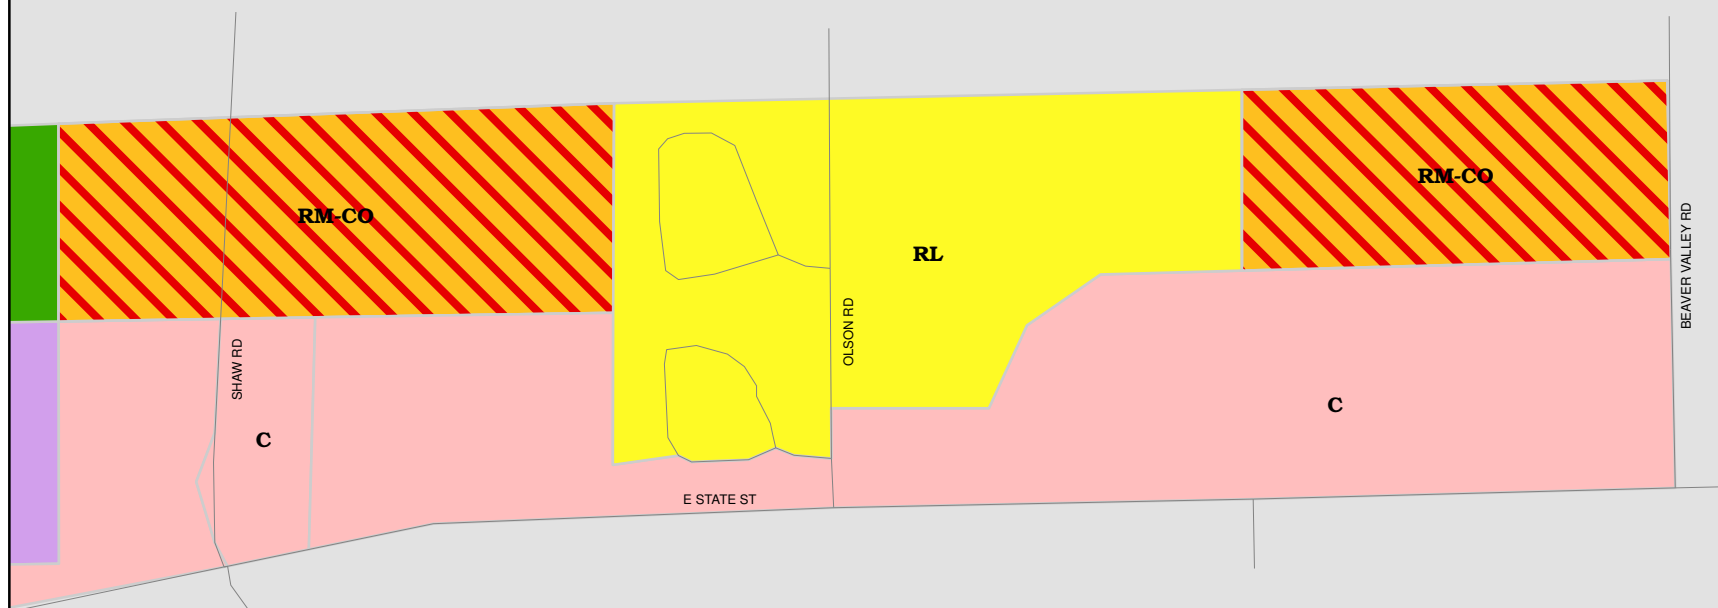 RM-CO
RM-CO
RL
BEAVER VALLEY RD
OLSON RD
SHAW RD
C
C
E STATE ST